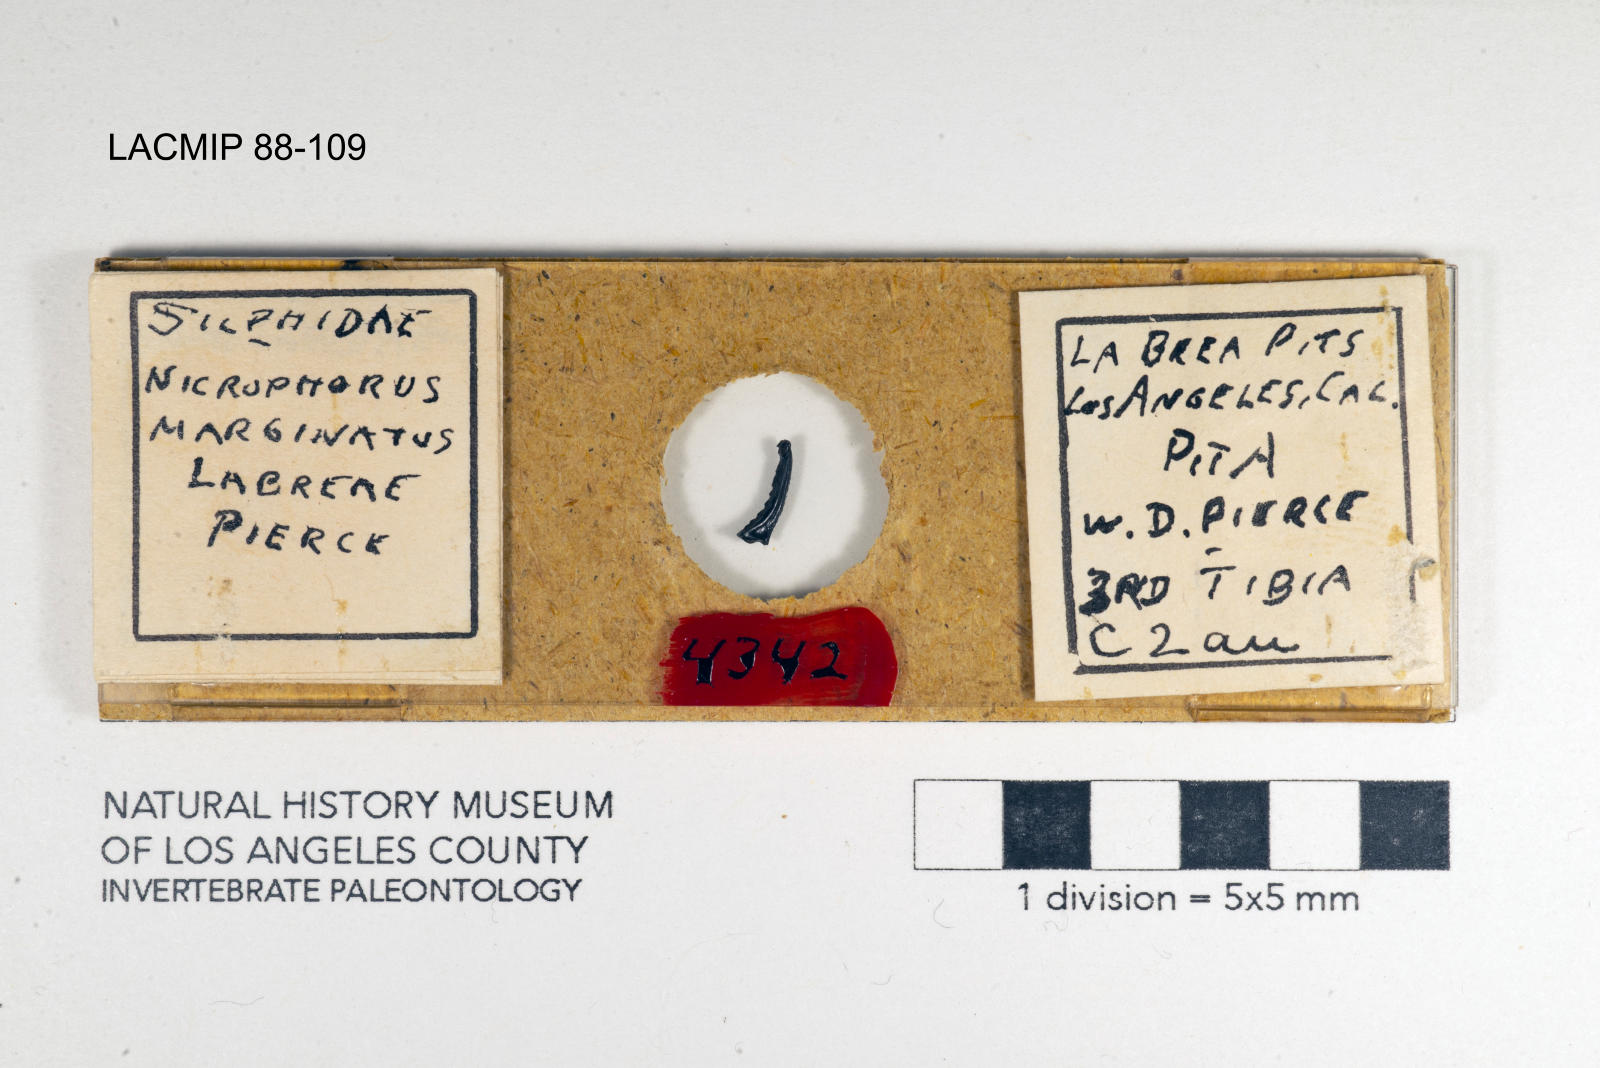 LACMIP 88-109
SILPHIDAE
NICROPHORUS
MARGINATUS
LABREAE
PIERCE
LA BREA PITS
LOS ANGELES, CAL.
PIT A
W. D. PIERCE
3RD TIBIA
C 2 au
4342
NATURAL HISTORY MUSEUM
OF LOS ANGELES COUNTY
INVERTEBRATE PALEONTOLOGY
1 division = 5x5 mm